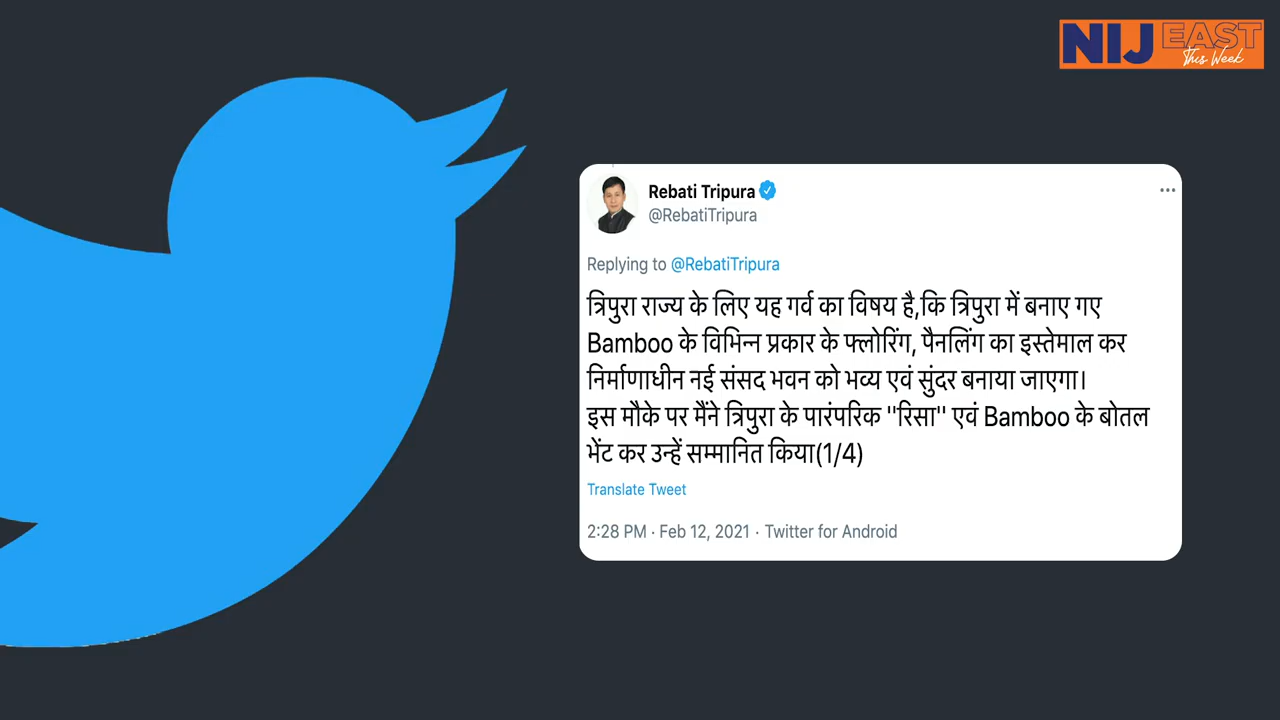 NIJ EAST
This Week
Rebati Tripura
@RebatiTripura
Replying to @RebatiTripura
त्रिपुरा राज्य के लिए यह गर्व का विषय है,कि त्रिपुरा में बनाए गए
Bamboo के विभिन्न प्रकार के फ्लोरिंग, पैनलिंग का इस्तेमाल कर
निर्माणाधीन नई संसद भवन को भव्य एवं सुंदर बनाया जाएगा।
इस मौके पर मैंने त्रिपुरा के पारंपरिक "रिसा" एवं Bamboo के बोतल
भेंट कर उन्हें सम्मानित किया(1/4)
Translate Tweet
2:28 PM · Feb 12, 2021 · Twitter for Android